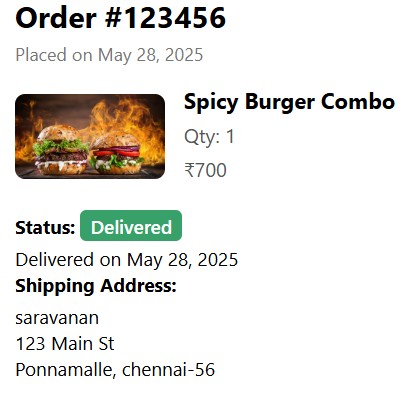 Order #123456
Placed on May 28, 2025
Spicy Burger Combo
Qty: 1
₹700
Status: Delivered
Delivered on May 28, 2025
Shipping Address:
saravanan
123 Main St
Ponnamalle, chennai-56